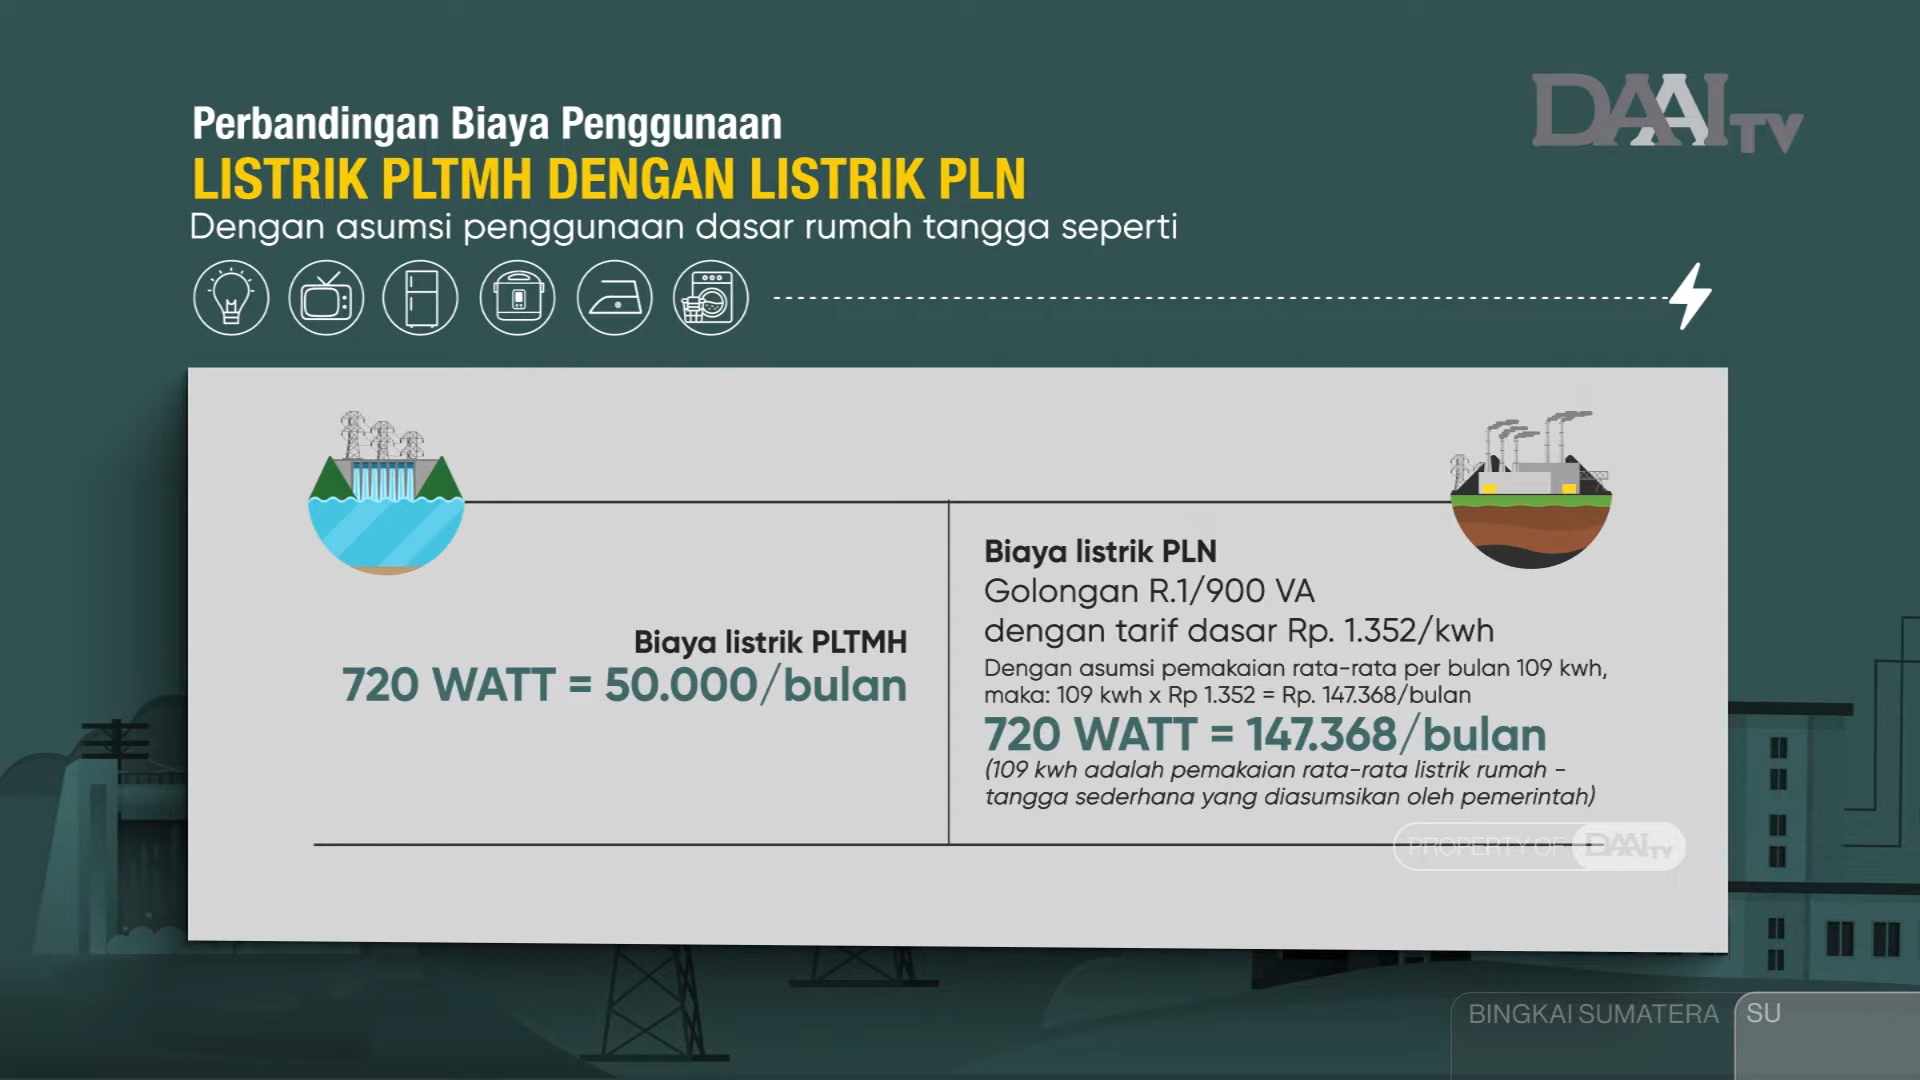 DAAI TV
Perbandingan Biaya Penggunaan
LISTRIK PLTMH DENGAN LISTRIK PLN
Dengan asumsi penggunaan dasar rumah tangga seperti
Biaya listrik PLTMH
720 WATT = 50.000/bulan
Biaya listrik PLN
Golongan R.1/900 VA
dengan tarif dasar Rp. 1.352/kwh
Dengan asumsi pemakaian rata-rata per bulan 109 kwh,
maka: 109 kwh x Rp 1.352 = Rp. 147.368/bulan
720 WATT = 147.368/bulan
(109 kwh adalah pemakaian rata-rata listrik rumah -
tangga sederhana yang diasumsikan oleh pemerintah)
PROPERTY OF DAAI TV
BINGKAI SUMATERA SU